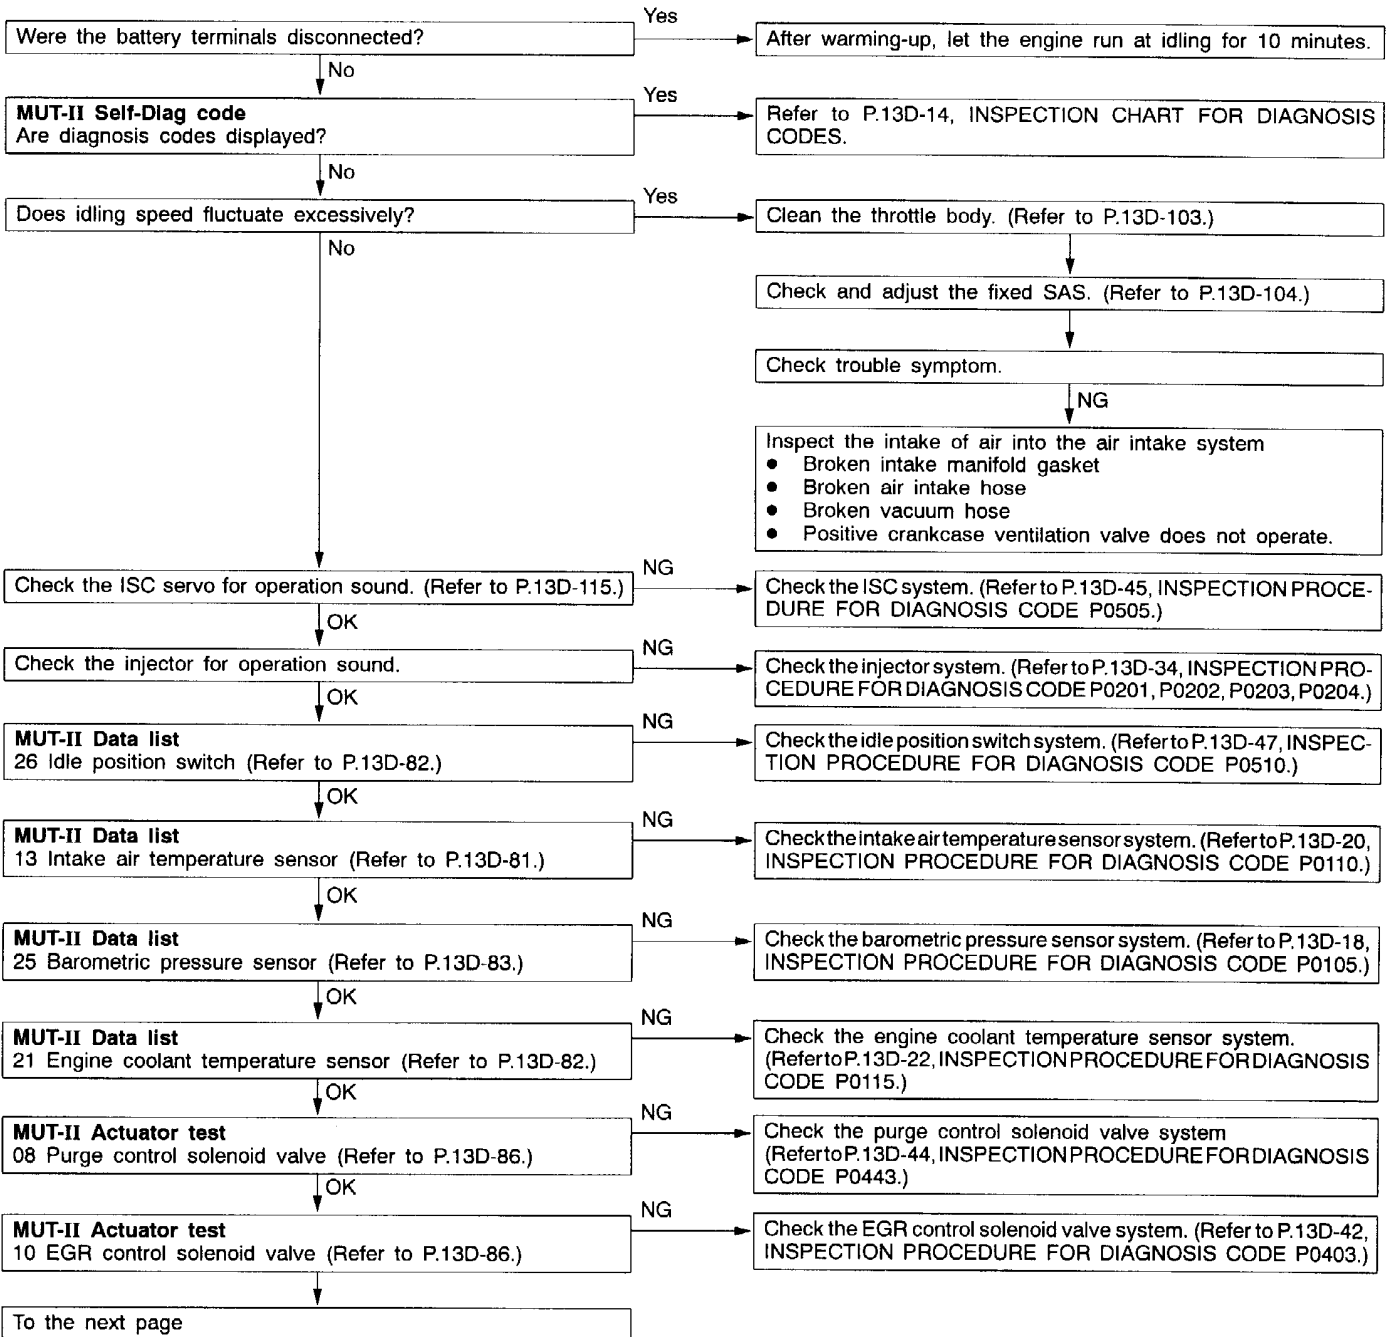 Yes
Were the battery terminals disconnected?
After warming-up, let the engine run at idling for 10 minutes.
No
MUT-II Self-Diag code
Are diagnosis codes displayed?
Yes
Refer to P.13D-14, INSPECTION CHART FOR DIAGNOSIS
CODES.
No
Does idling speed fluctuate excessively?
Yes
Clean the throttle body. (Refer to P.13D-103.)
No
Check and adjust the fixed SAS. (Refer to P.13D-104.)
Check trouble symptom.
NG
Inspect the intake of air into the air intake system
● Broken intake manifold gasket
● Broken air intake hose
● Broken vacuum hose
● Positive crankcase ventilation valve does not operate.
Check the ISC servo for operation sound. (Refer to P.13D-115.)
NG
Check the ISC system. (Refer to P.13D-45, INSPECTION PROCE-
DURE FOR DIAGNOSIS CODE P0505.)
OK
Check the injector for operation sound.
NG
Check the injector system. (Refer to P.13D-34, INSPECTION PRO-
CEDURE FOR DIAGNOSIS CODE P0201, P0202, P0203, P0204.)
OK
MUT-II Data list
26 Idle position switch (Refer to P.13D-82.)
NG
Check the idle position switch system. (Refer to P.13D-47, INSPEC-
TION PROCEDURE FOR DIAGNOSIS CODE P0510.)
OK
MUT-II Data list
13 Intake air temperature sensor (Refer to P.13D-81.)
NG
Check the intake air temperature sensor system. (Refer to P.13D-20,
INSPECTION PROCEDURE FOR DIAGNOSIS CODE P0110.)
OK
MUT-II Data list
25 Barometric pressure sensor (Refer to P.13D-83.)
NG
Check the barometric pressure sensor system. (Refer to P.13D-18,
INSPECTION PROCEDURE FOR DIAGNOSIS CODE P0105.)
OK
MUT-II Data list
21 Engine coolant temperature sensor (Refer to P.13D-82.)
NG
Check the engine coolant temperature sensor system.
(Refer to P.13D-22, INSPECTION PROCEDURE FOR DIAGNOSIS
CODE P0115.)
OK
MUT-II Actuator test
08 Purge control solenoid valve (Refer to P.13D-86.)
NG
Check the purge control solenoid valve system
(Refer to P.13D-44, INSPECTION PROCEDURE FOR DIAGNOSIS
CODE P0443.)
OK
MUT-II Actuator test
10 EGR control solenoid valve (Refer to P.13D-86.)
NG
Check the EGR control solenoid valve system. (Refer to P.13D-42,
INSPECTION PROCEDURE FOR DIAGNOSIS CODE P0403.)
To the next page